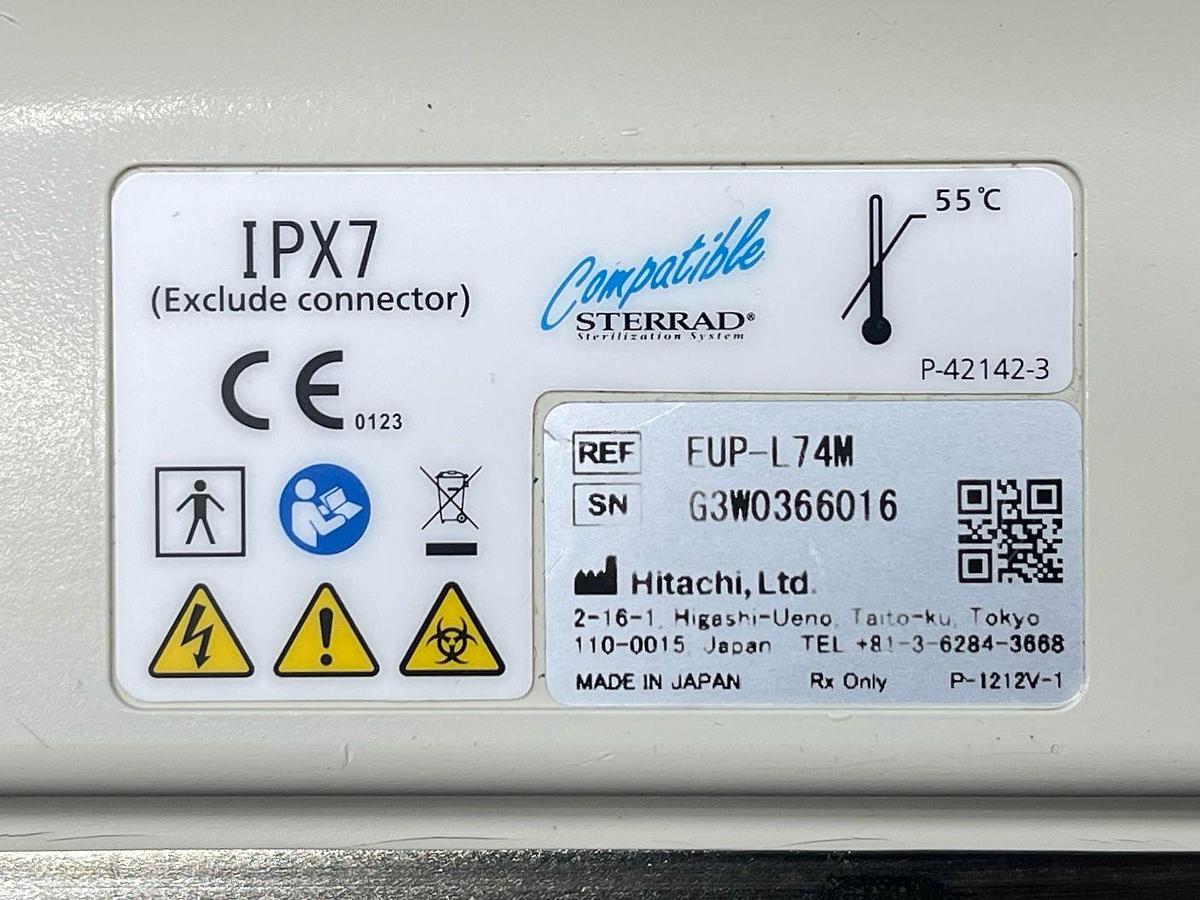 IPX7
(Exclude connector)
Compatible
STERRAD®
Sterilization System
55℃
P-42142-3
CE 0123
REF EUP-L74M
SN G3W0366016
Hitachi, Ltd.
2-16-1, Higashi-Ueno, Taito-ku, Tokyo
110-0015, Japan TEL +81-3-6284-3668
MADE IN JAPAN Rx Only P-1212V-1